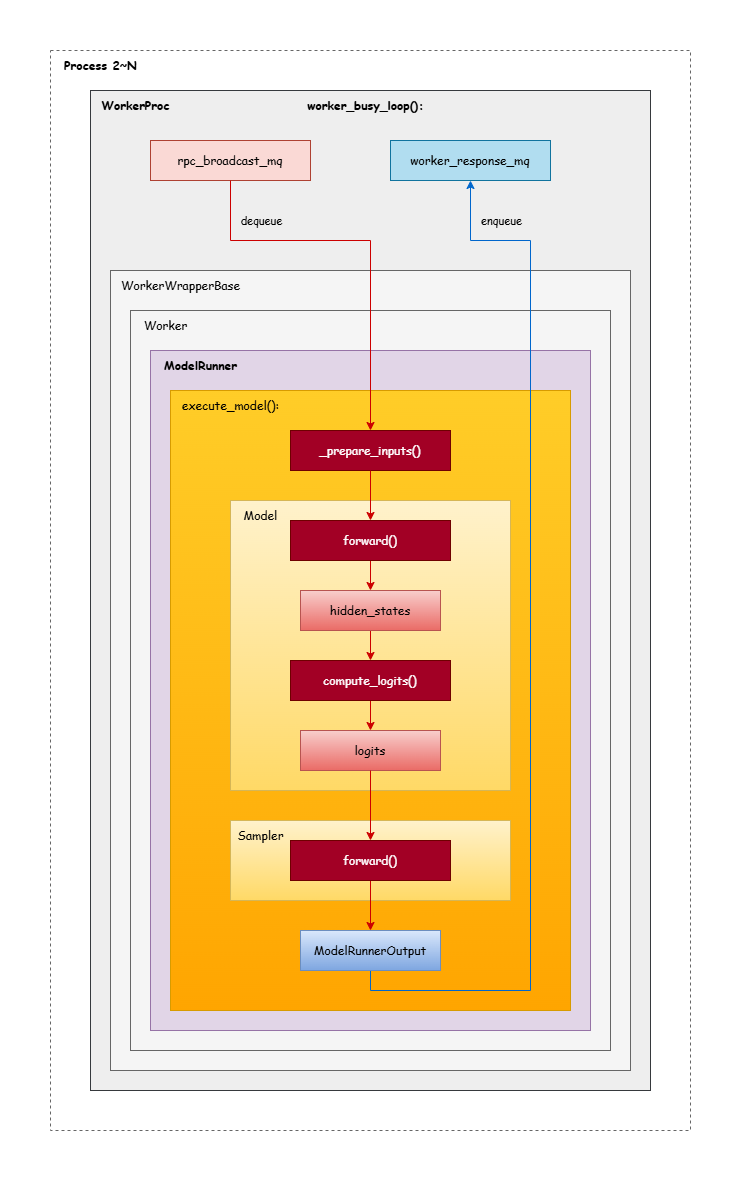 Process 2~N
WorkerProc
worker_busy_loop():
rpc_broadcast_mq
worker_response_mq
dequeue
enqueue
WorkerWrapperBase
Worker
ModelRunner
execute_model():
_prepare_inputs()
Model
forward()
hidden_states
compute_logits()
logits
Sampler
forward()
ModelRunnerOutput